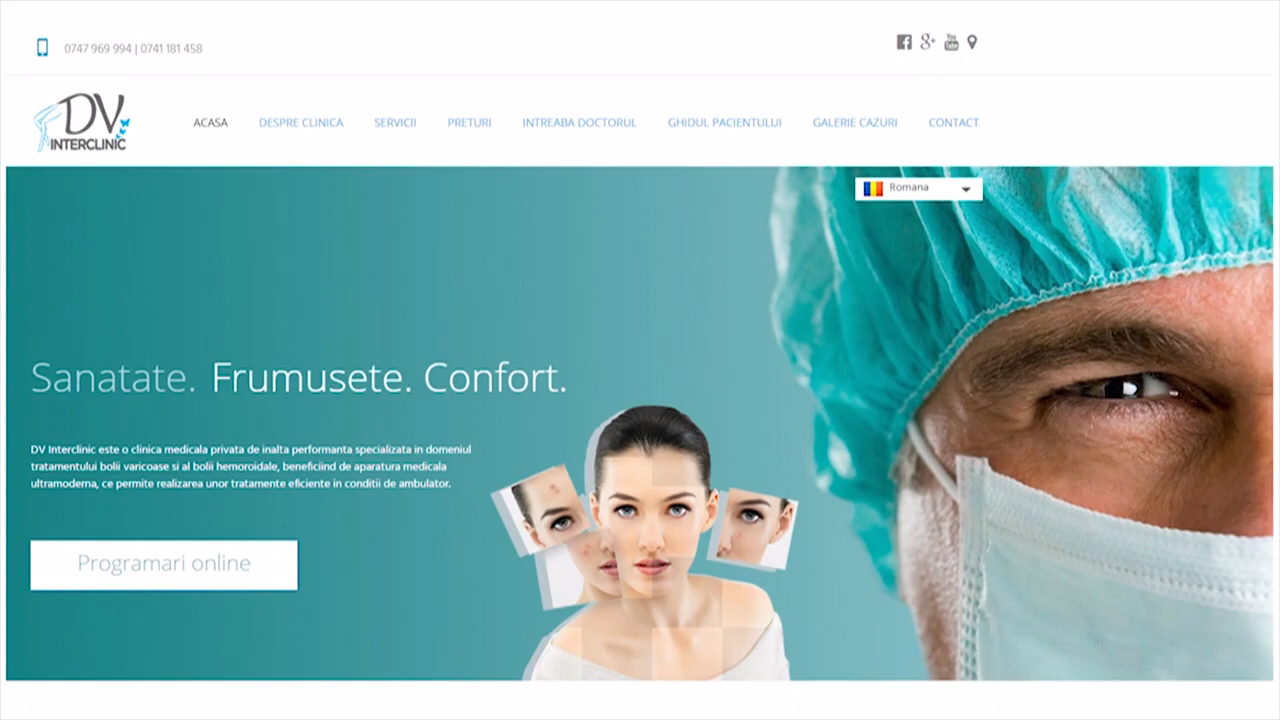 0747 969 994 | 0741 181 458
8+
You
Tube
DV
INTERCLINIC
ACASA DESPRE CLINICA SERVICII PRETURI INTREABA DOCTORUL GHIDUL PACIENTULUI GALERIE CAZURI CONTACT
Romana
Sanatate. Frumusete. Confort.
DV Interclinic este o clinica medicala privata de inalta performanta specializata in domeniul
tratamentului bolii varicoase si al bolii hemoroidale, beneficiind de aparatura medicala
ultramoderna, ce permite realizarea unor tratamente eficiente in conditii de ambulator.
Programari online